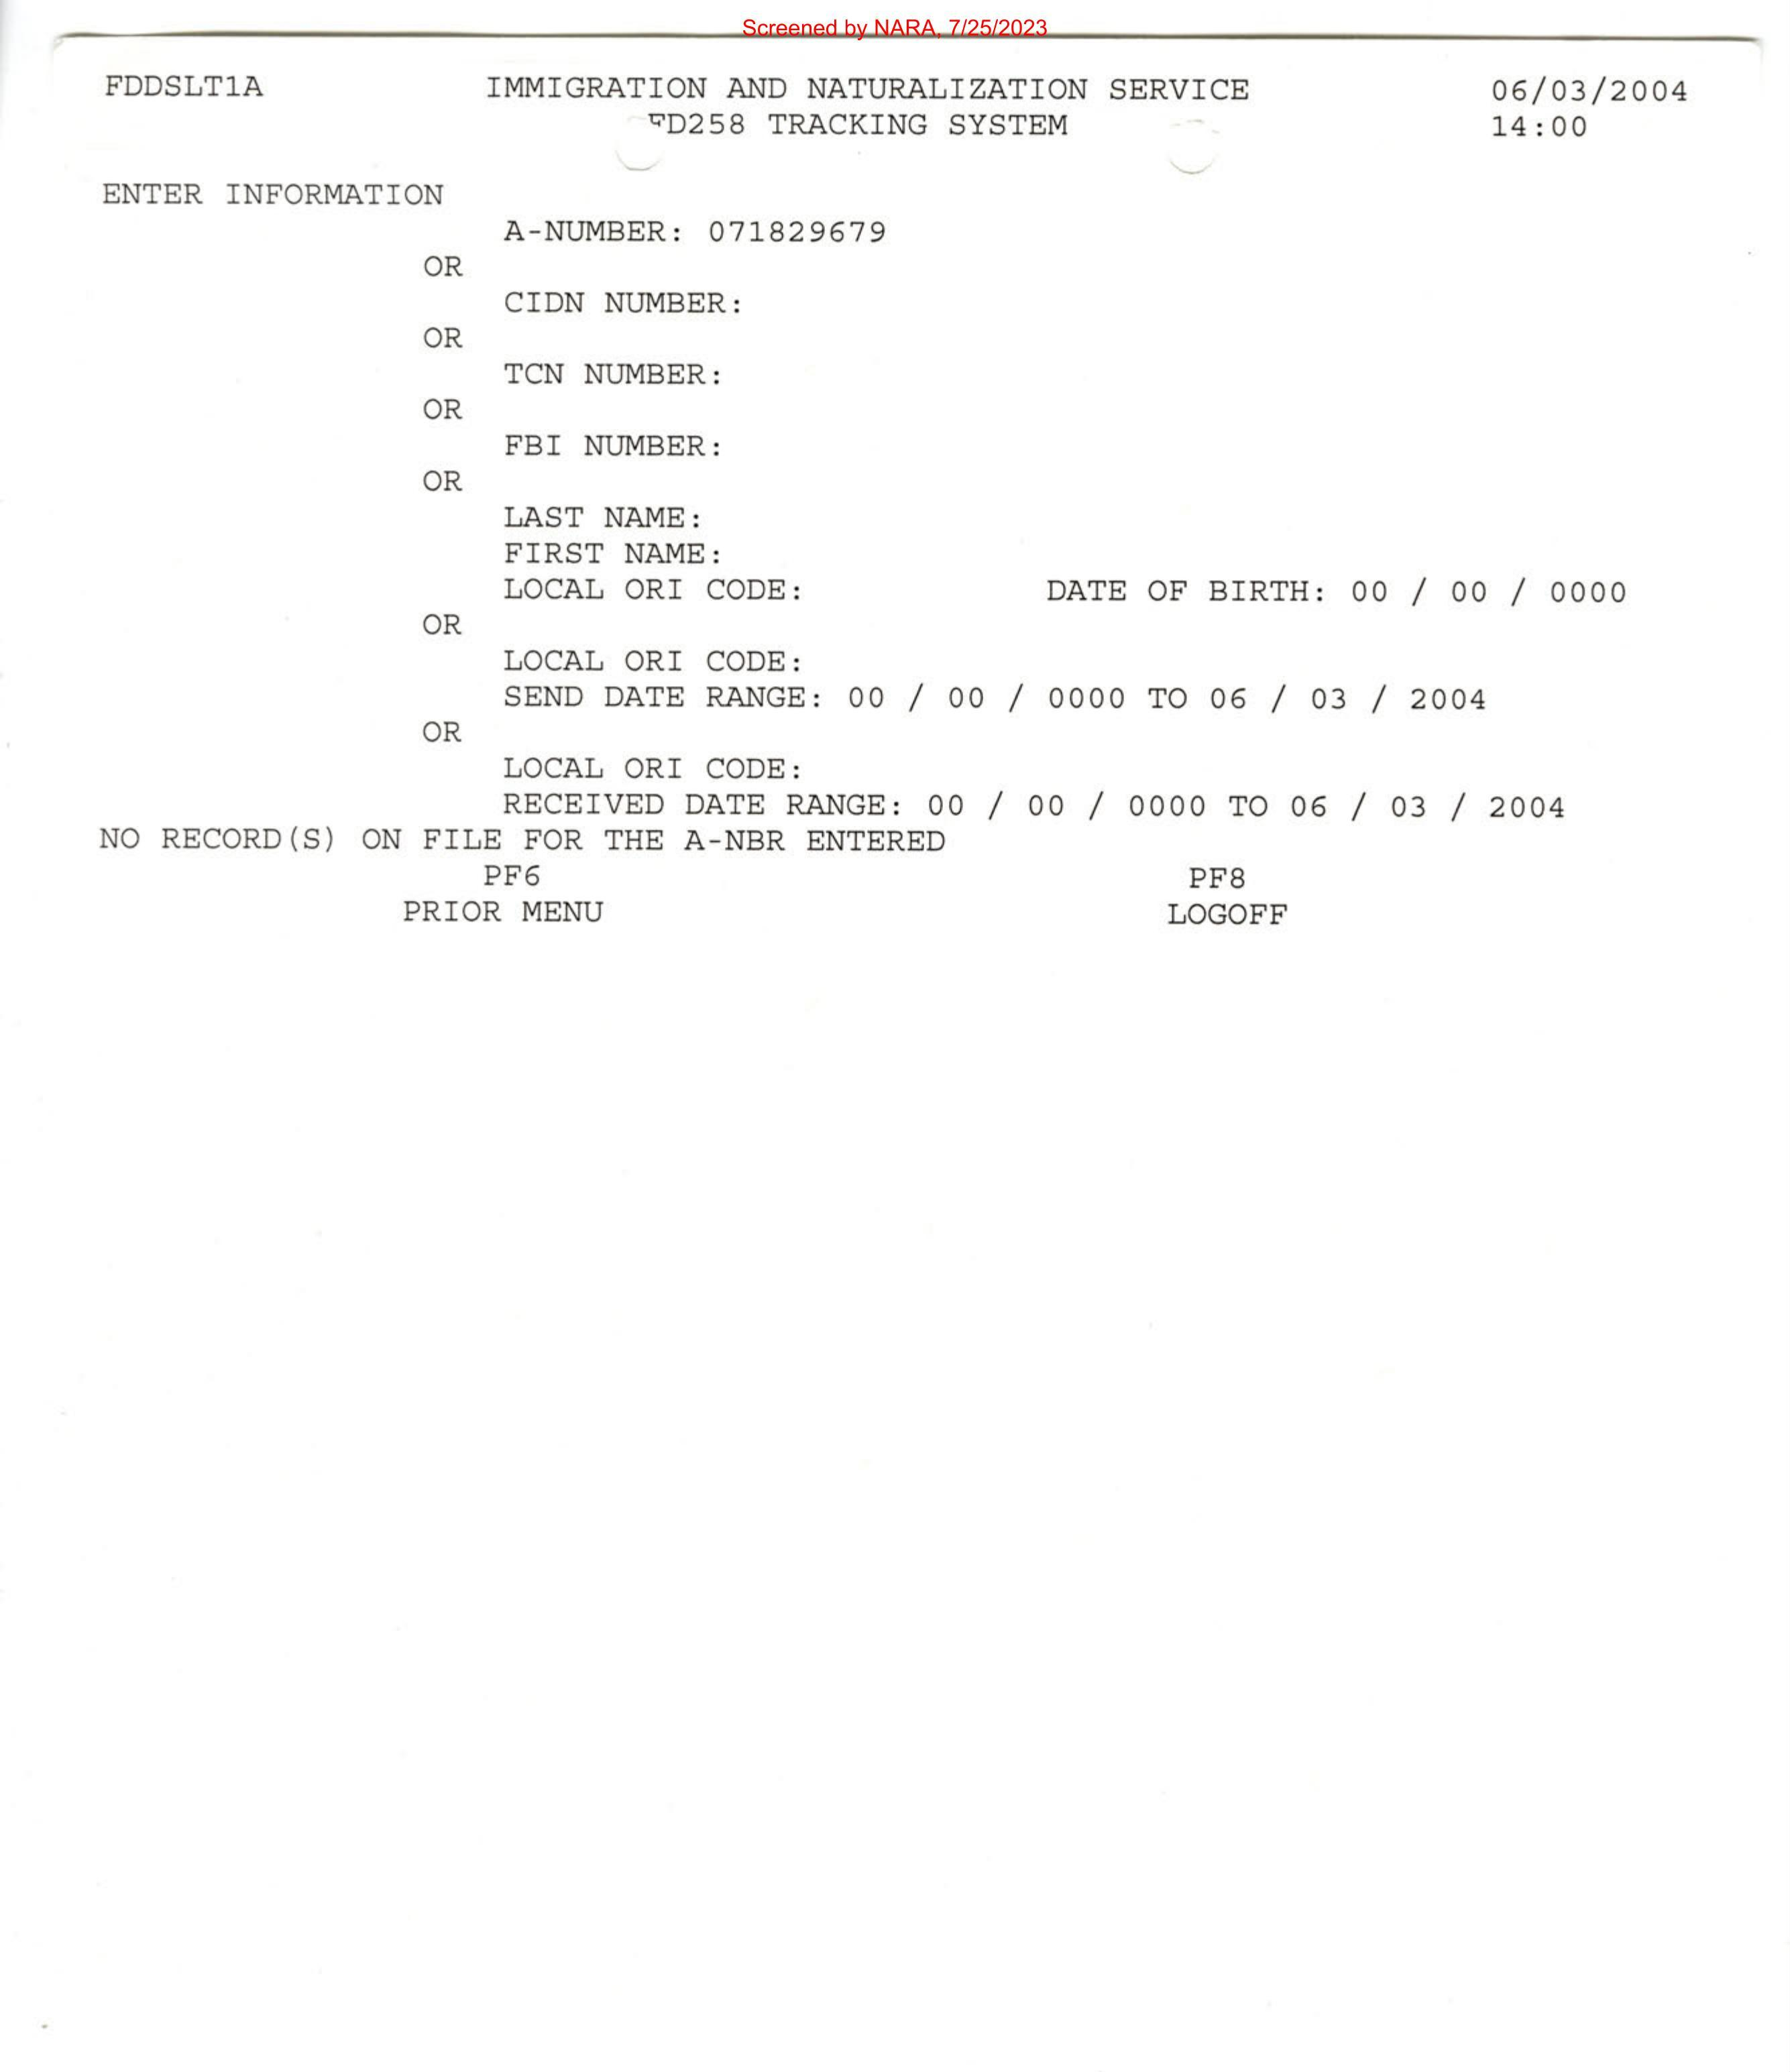 Screened by NARA, 7/25/2023
FDDSLT1A IMMIGRATION AND NATURALIZATION SERVICE 06/03/2004
FD258 TRACKING SYSTEM 14:00
ENTER INFORMATION
A-NUMBER: 071829679
OR
CIDN NUMBER:
OR
TCN NUMBER:
OR
FBI NUMBER:
OR
LAST NAME:
FIRST NAME:
LOCAL ORI CODE: DATE OF BIRTH: 00 / 00 / 0000
OR
LOCAL ORI CODE:
SEND DATE RANGE: 00 / 00 / 0000 TO 06 / 03 / 2004
OR
LOCAL ORI CODE:
RECEIVED DATE RANGE: 00 / 00 / 0000 TO 06 / 03 / 2004
NO RECORD(S) ON FILE FOR THE A-NBR ENTERED
PF6 PF8
PRIOR MENU LOGOFF